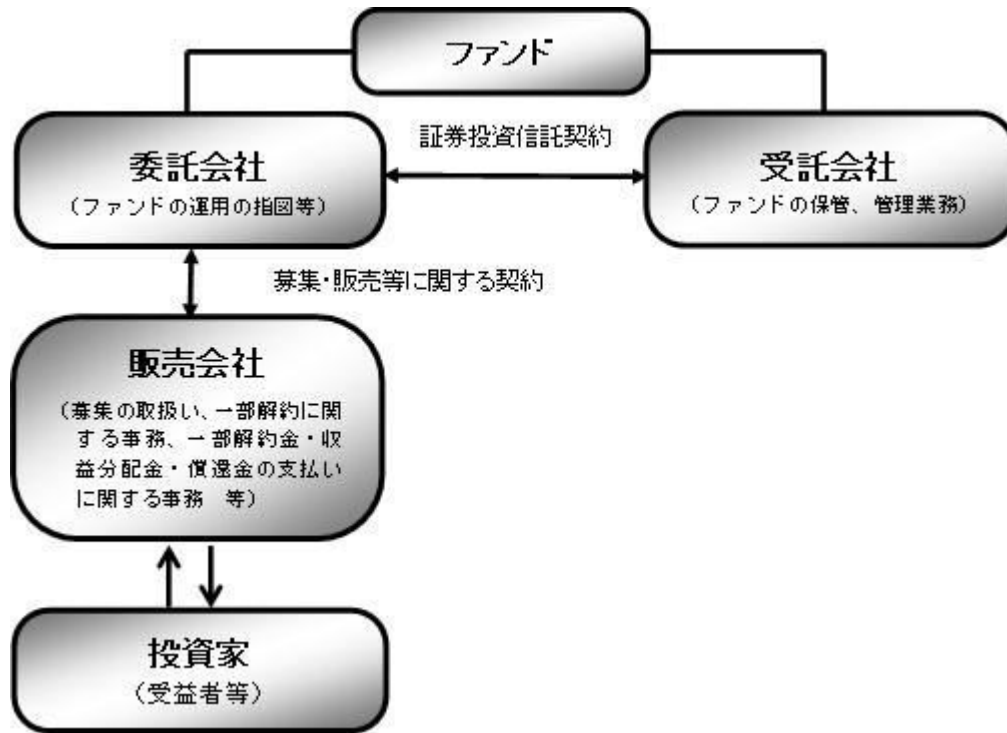 ファンド
証券投資信託契約
委託会社
（ファンドの運用の指図等）
受託会社
（ファンドの保管、管理業務）
募集・販売等に関する契約
販売会社
（募集の取扱い、一部解約に関
する事務、一部解約金・収
益分配金・償還金の支払い
に関する事務　等）
投資家
（受益者等）